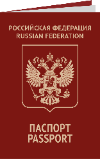 РОССИЙСКАЯ ФЕДЕРАЦИЯ
RUSSIAN FEDERATION
ПАСПОРТ
PASSPORT